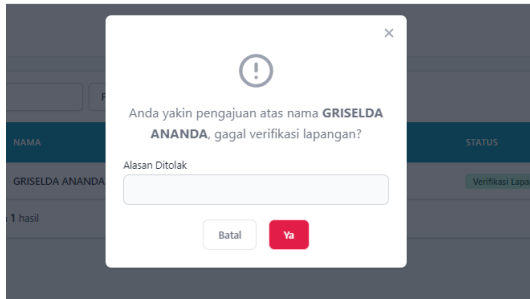 Anda yakin pengajuan atas nama GRISELDA
ANANDA, gagal verifikasi lapangan?
Alasan Ditolak
Batal Ya
NAMA STATUS
GRISELDA ANANDA Verifikasi
1 hasil